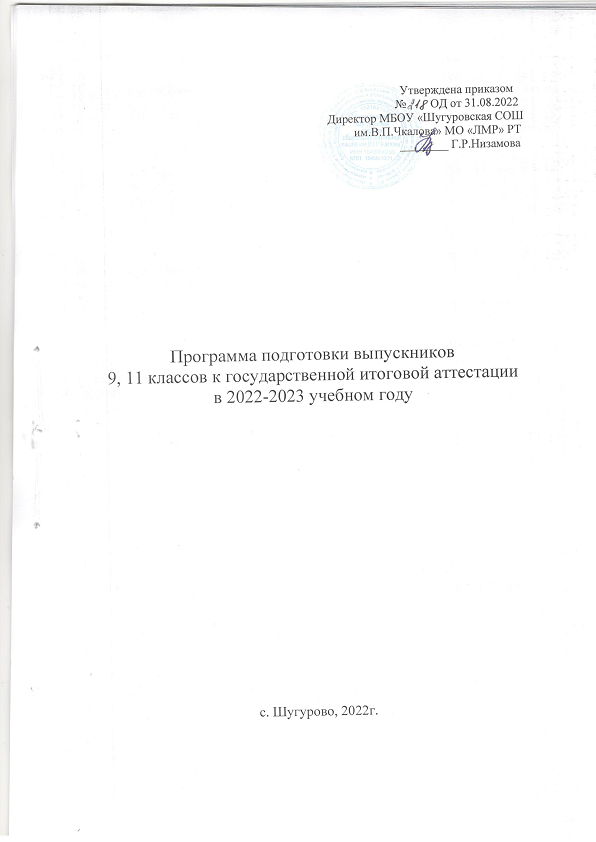 Утверждена приказом
№ 218 ОД от 31.08.2022
Директор МБОУ «Шугуровская СОШ
им.В.П.Чкалова» МО «ЛМР» РТ
________ Г.Р.Низамова
Программа подготовки выпускников
9, 11 классов к государственной итоговой аттестации
в 2022-2023 учебном году
с. Шугурово, 2022г.